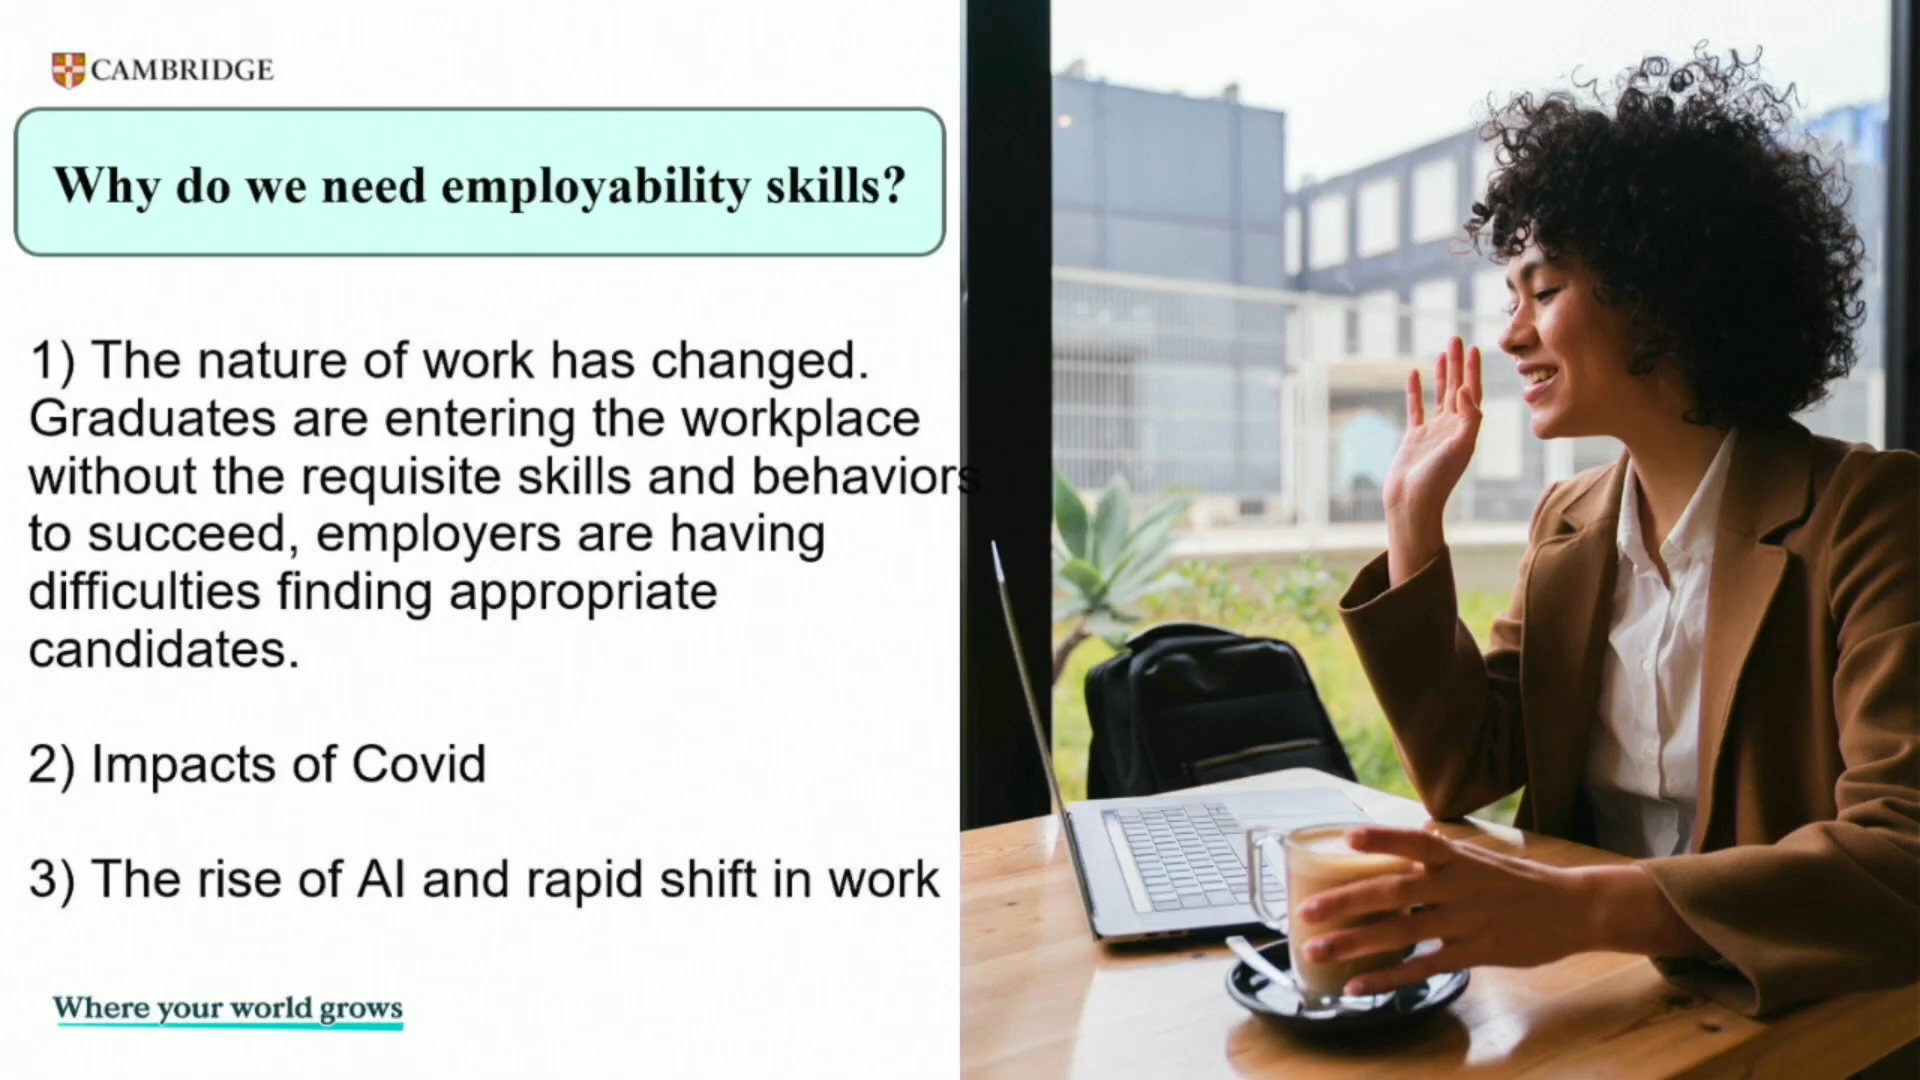 CAMBRIDGE
Why do we need employability skills?
1) The nature of work has changed.
Graduates are entering the workplace
without the requisite skills and behaviors
to succeed, employers are having
difficulties finding appropriate
candidates.
2) Impacts of Covid
3) The rise of AI and rapid shift in work
Where your world grows